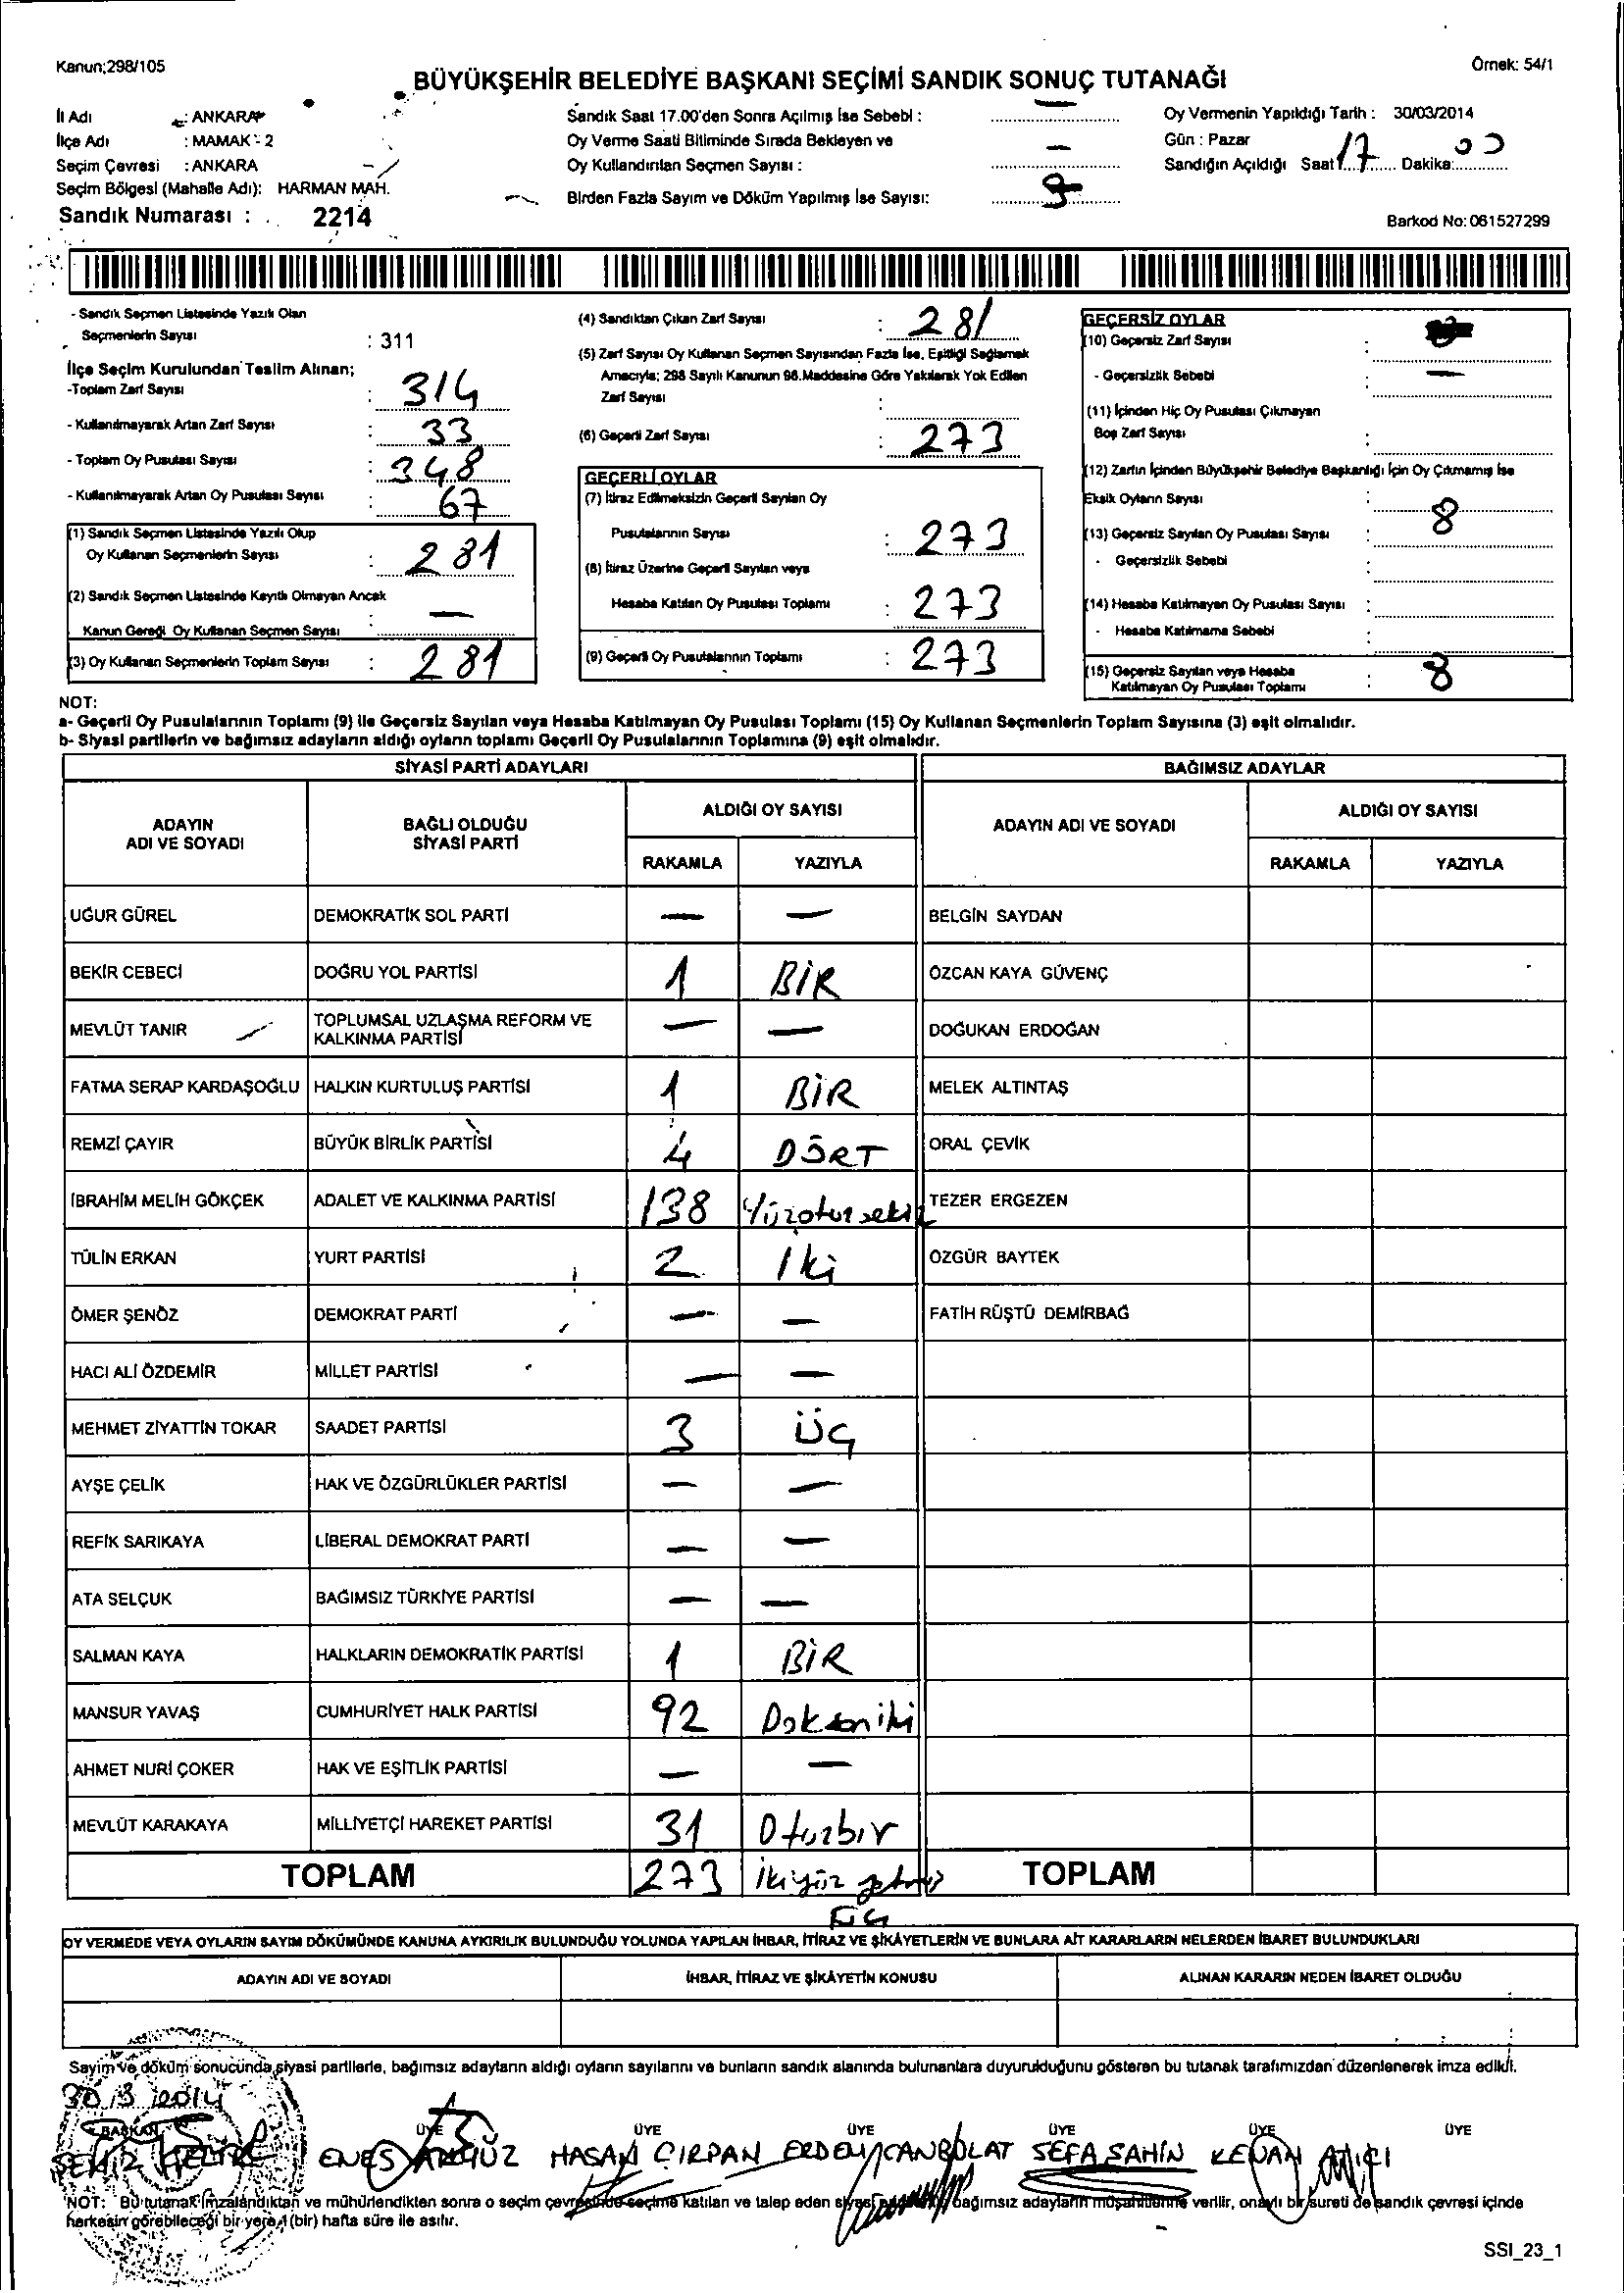 Kanun;298/105
Örnek: 54/1
BÜYÜKŞEHİR BELEDİYE BAŞKANI SEÇİMİ SANDIK SONUÇ TUTANAĞI
İl Adı : ANKARA
İlçe Adı : MAMAK - 2
Seçim Çevresi : ANKARA
Seçim Bölgesi (Mahalle Adı): HARMAN MAH.
Sandık Numarası : 2214
Sandık Saat 17.00'den Sonra Açılmış İse Sebebi : —
Oy Verme Saati Bitiminde Sırada Bekleyen ve
Oy Kullandırılan Seçmen Sayısı : —
Birden Fazla Sayım ve Döküm Yapılmış İse Sayısı:
Oy Vermenin Yapıldığı Tarih : 30/03/2014
Gün : Pazar
Sandığın Açıldığı Saat 17 Dakika: 00
Barkod No: 061527299
- Sandık Seçmen Listesinde Yazılı Olan
Seçmenlerin Sayısı : 311
İlçe Seçim Kurulundan Teslim Alınan;
-Toplam Zarf Sayısı : 314
- Kullanılmayarak Artan Zarf Sayısı : 33
- Toplam Oy Pusulası Sayısı : 348
- Kullanılmayarak Artan Oy Pusulası Sayısı : 67
(1) Sandık Seçmen Listesinde Yazılı Olup
Oy Kullanan Seçmenlerin Sayısı : 281
(2) Sandık Seçmen Listesinde Kayıtlı Olmayan Ancak
Kanun Gereği Oy Kullanan Seçmen Sayısı : —
(3) Oy Kullanan Seçmenlerin Toplam Sayısı : 281
(4) Sandıktan Çıkan Zarf Sayısı : 281
(5) Zarf Sayısı Oy Kullanan Seçmen Sayısından Fazla İse, Eşitliği Sağlamak
Amacıyla; 298 Sayılı Kanunun 98.Maddesine Göre Yakılarak Yok Edilen
Zarf Sayısı :
(6) Geçerli Zarf Sayısı : 273
GEÇERLİ OYLAR
(7) İtiraz Edilmeksizin Geçerli Sayılan Oy
Pusulalarının Sayısı : 273
(8) İtiraz Üzerine Geçerli Sayılan veya
Hesaba Katılan Oy Pusulası Toplamı : 273
(9) Geçerli Oy Pusulalarının Toplamı : 273
GEÇERSİZ OYLAR
(10) Geçersiz Zarf Sayısı :
- Geçersizlik Sebebi : —
(11) İçinden Hiç Oy Pusulası Çıkmayan
Boş Zarf Sayısı :
(12) Zarfın İçinden Büyükşehir Belediye Başkanlığı İçin Oy Çıkmamış İse
Eksik Oyların Sayısı : 8
(13) Geçersiz Sayılan Oy Pusulası Sayısı :
- Geçersizlik Sebebi :
(14) Hesaba Katılmayan Oy Pusulası Sayısı :
- Hesaba Katılmama Sebebi :
(15) Geçersiz Sayılan veya Hesaba
Katılmayan Oy Pusulası Toplamı : 8
NOT:
a- Geçerli Oy Pusulalarının Toplamı (9) ile Geçersiz Sayılan veya Hesaba Katılmayan Oy Pusulası Toplamı (15) Oy Kullanan Seçmenlerin Toplam Sayısına (3) eşit olmalıdır.
b- Siyasi partilerin ve bağımsız adayların aldığı oyların toplamı Geçerli Oy Pusulalarının Toplamına (9) eşit olmalıdır.
SİYASİ PARTİ ADAYLARI BAĞIMSIZ ADAYLAR
ADAYIN ADI VE SOYADI BAĞLI OLDUĞU SİYASİ PARTİ ALDIĞI OY SAYISI ADAYIN ADI VE SOYADI ALDIĞI OY SAYISI
RAKAMLA YAZIYLA RAKAMLA YAZIYLA
UĞUR GÜREL DEMOKRATİK SOL PARTİ — — BELGİN SAYDAN
BEKİR CEBECİ DOĞRU YOL PARTİSİ 1 BİR ÖZCAN KAYA GÜVENÇ
MEVLÜT TANIR TOPLUMSAL UZLAŞMA REFORM VE KALKINMA PARTİSİ — — DOĞUKAN ERDOĞAN
FATMA SERAP KARDAŞOĞLU HALKIN KURTULUŞ PARTİSİ 1 BİR MELEK ALTINTAŞ
REMZİ ÇAYIR BÜYÜK BİRLİK PARTİSİ 4 DÖRT ORAL ÇEVİK
İBRAHİM MELİH GÖKÇEK ADALET VE KALKINMA PARTİSİ 138 Yüzotuzsekiz TEZER ERGEZEN
TÜLİN ERKAN YURT PARTİSİ 2 İki ÖZGÜR BAYTEK
ÖMER ŞENÖZ DEMOKRAT PARTİ — — FATİH RÜŞTÜ DEMİRBAĞ
HACI ALİ ÖZDEMİR MİLLET PARTİSİ — —
MEHMET ZİYATTİN TOKAR SAADET PARTİSİ 3 ÜÇ
AYŞE ÇELİK HAK VE ÖZGÜRLÜKLER PARTİSİ — —
REFİK SARIKAYA LİBERAL DEMOKRAT PARTİ — —
ATA SELÇUK BAĞIMSIZ TÜRKİYE PARTİSİ — —
SALMAN KAYA HALKLARIN DEMOKRATİK PARTİSİ 1 BİR
MANSUR YAVAŞ CUMHURİYET HALK PARTİSİ 92 Doksaniki
AHMET NURİ ÇOKER HAK VE EŞİTLİK PARTİSİ — —
MEVLÜT KARAKAYA MİLLİYETÇİ HAREKET PARTİSİ 31 Otuzbir
TOPLAM 273 İkiyüz yetmiş üç TOPLAM
OY VERMEDE VEYA OYLARIN SAYIM DÖKÜMÜNDE KANUNA AYKIRILIK BULUNDUĞU YOLUNDA YAPILAN İHBAR, İTİRAZ VE ŞİKÂYETLERİN VE BUNLARA AİT KARARLARIN NELERDEN İBARET BULUNDUKLARI
ADAYIN ADI VE SOYADI İHBAR, İTİRAZ VE ŞİKÂYETİN KONUSU ALINAN KARARIN NEDEN İBARET OLDUĞU
Sayım ve döküm sonucunda siyasi partilerle, bağımsız adayların aldığı oyların sayılarını ve bunların sandık alanında bulunanlara duyurulduğunu gösteren bu tutanak tarafımızdan düzenlenerek imza edildi.
30/3/2014
BAŞKAN ÜYE ÜYE ÜYE ÜYE ÜYE ÜYE
ENES HASAN ÇIRPAN ERDEM CANBOLAT SEFA ŞAHİN KENAN
NOT: Bu tutanak imzalandıktan ve mühürlendikten sonra o seçim çevresinde seçime katılan ve talep eden siyasi bağımsız adayların müşahitlerine verilir, onaylı bir sureti de sandık çevresi içinde
herkesin görebileceği bir yere 1 (bir) hafta süre ile asılır.
SSI_23_1